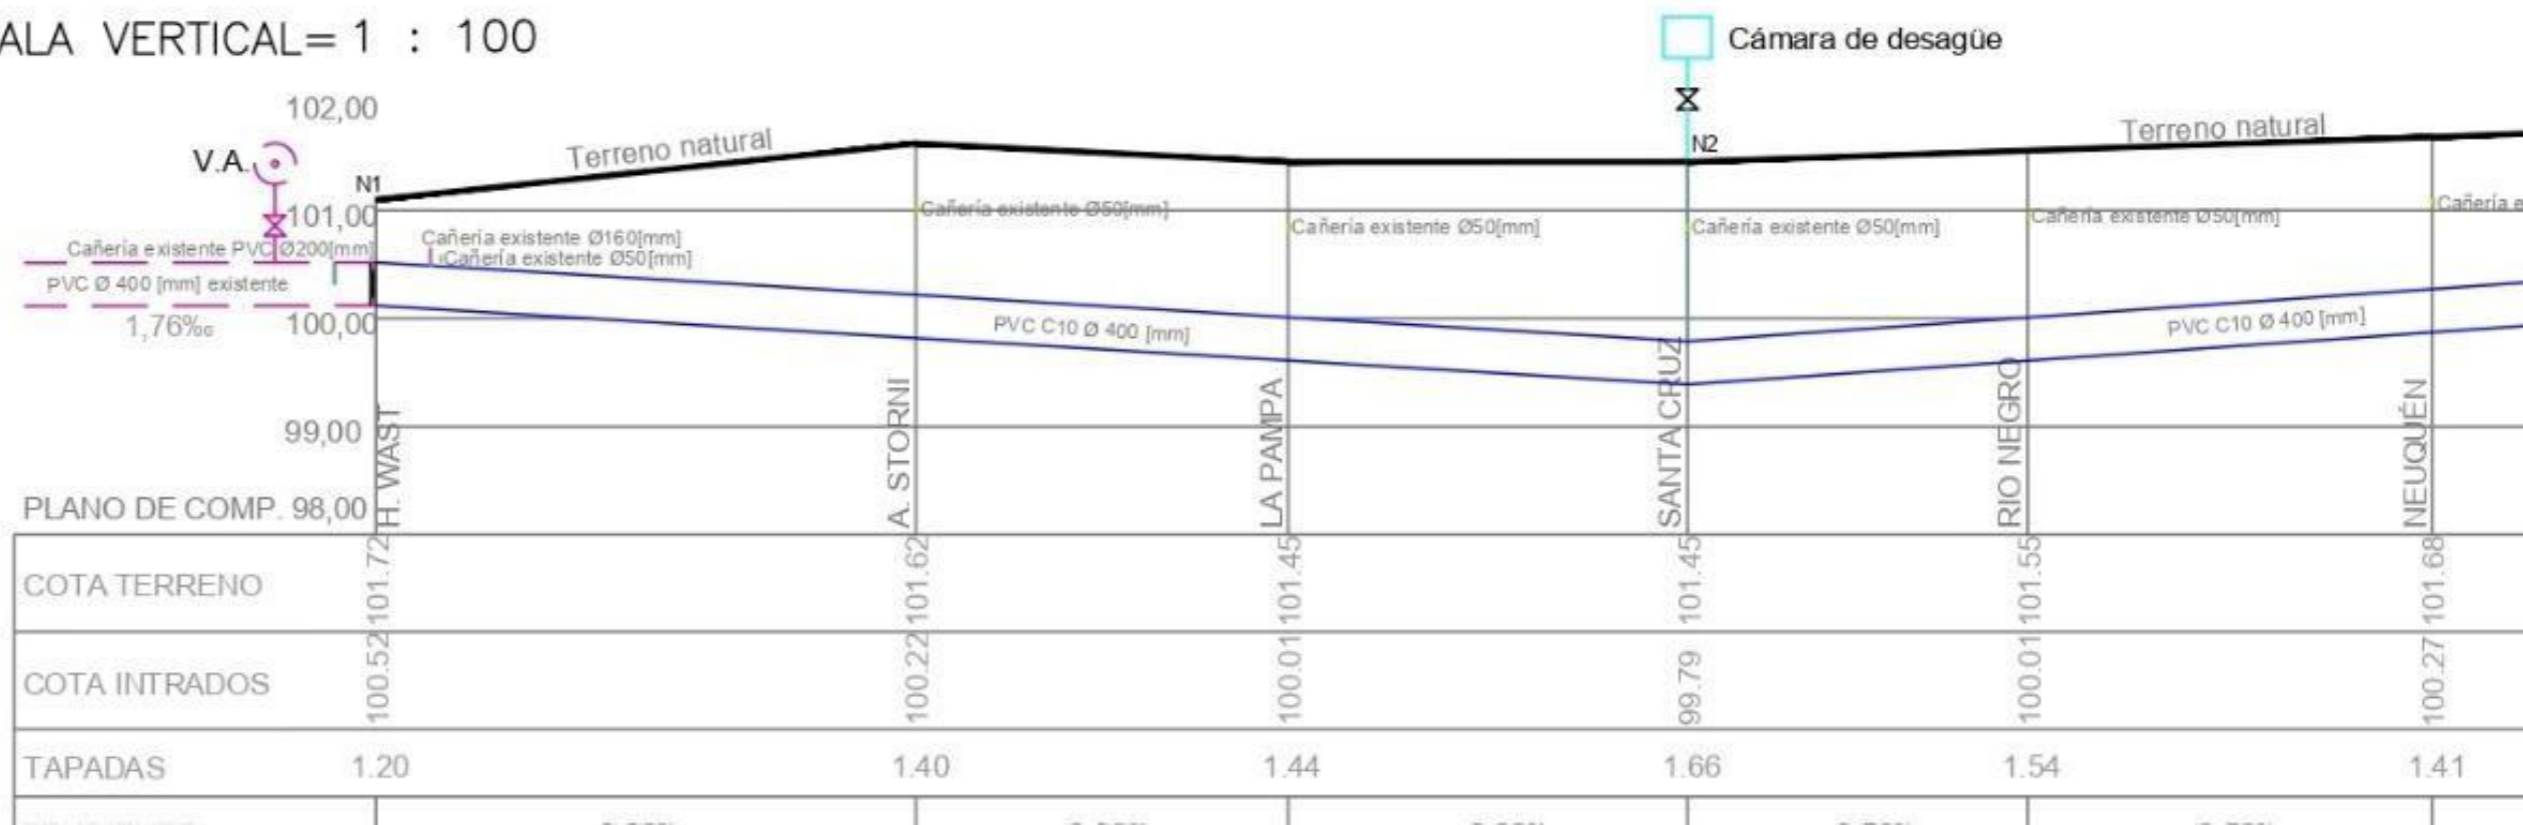 ALA VERTICAL= 1 : 100
Cámara de desagüe
102,00
V.A.
Terreno natural
N1
N2
Terreno natural
101,00
Cañería existente Ø50[mm]
Cañería existente Ø50[mm]
Cañería existente Ø50[mm]
Cañería existente Ø50[mm]
Cañería e
Cañería existente PVC Ø200[mm]
Cañería existente Ø160[mm]
Cañería existente Ø50[mm]
PVC Ø 400 [mm] existente
1,76‰
100,00
PVC C10 Ø 400 [mm]
PVC C10 Ø 400 [mm]
99,00
PLANO DE COMP. 98,00
H. WAST
A. STORNI
LA PAMPA
SANTA CRUZ
RIO NEGRO
NEUQUÉN
COTA TERRENO 101.72 101.62 101.45 101.45 101.55 101.68
COTA INTRADOS 100.52 100.22 100.01 99.79 100.01 100.27
TAPADAS 1.20 1.40 1.44 1.66 1.54 1.41